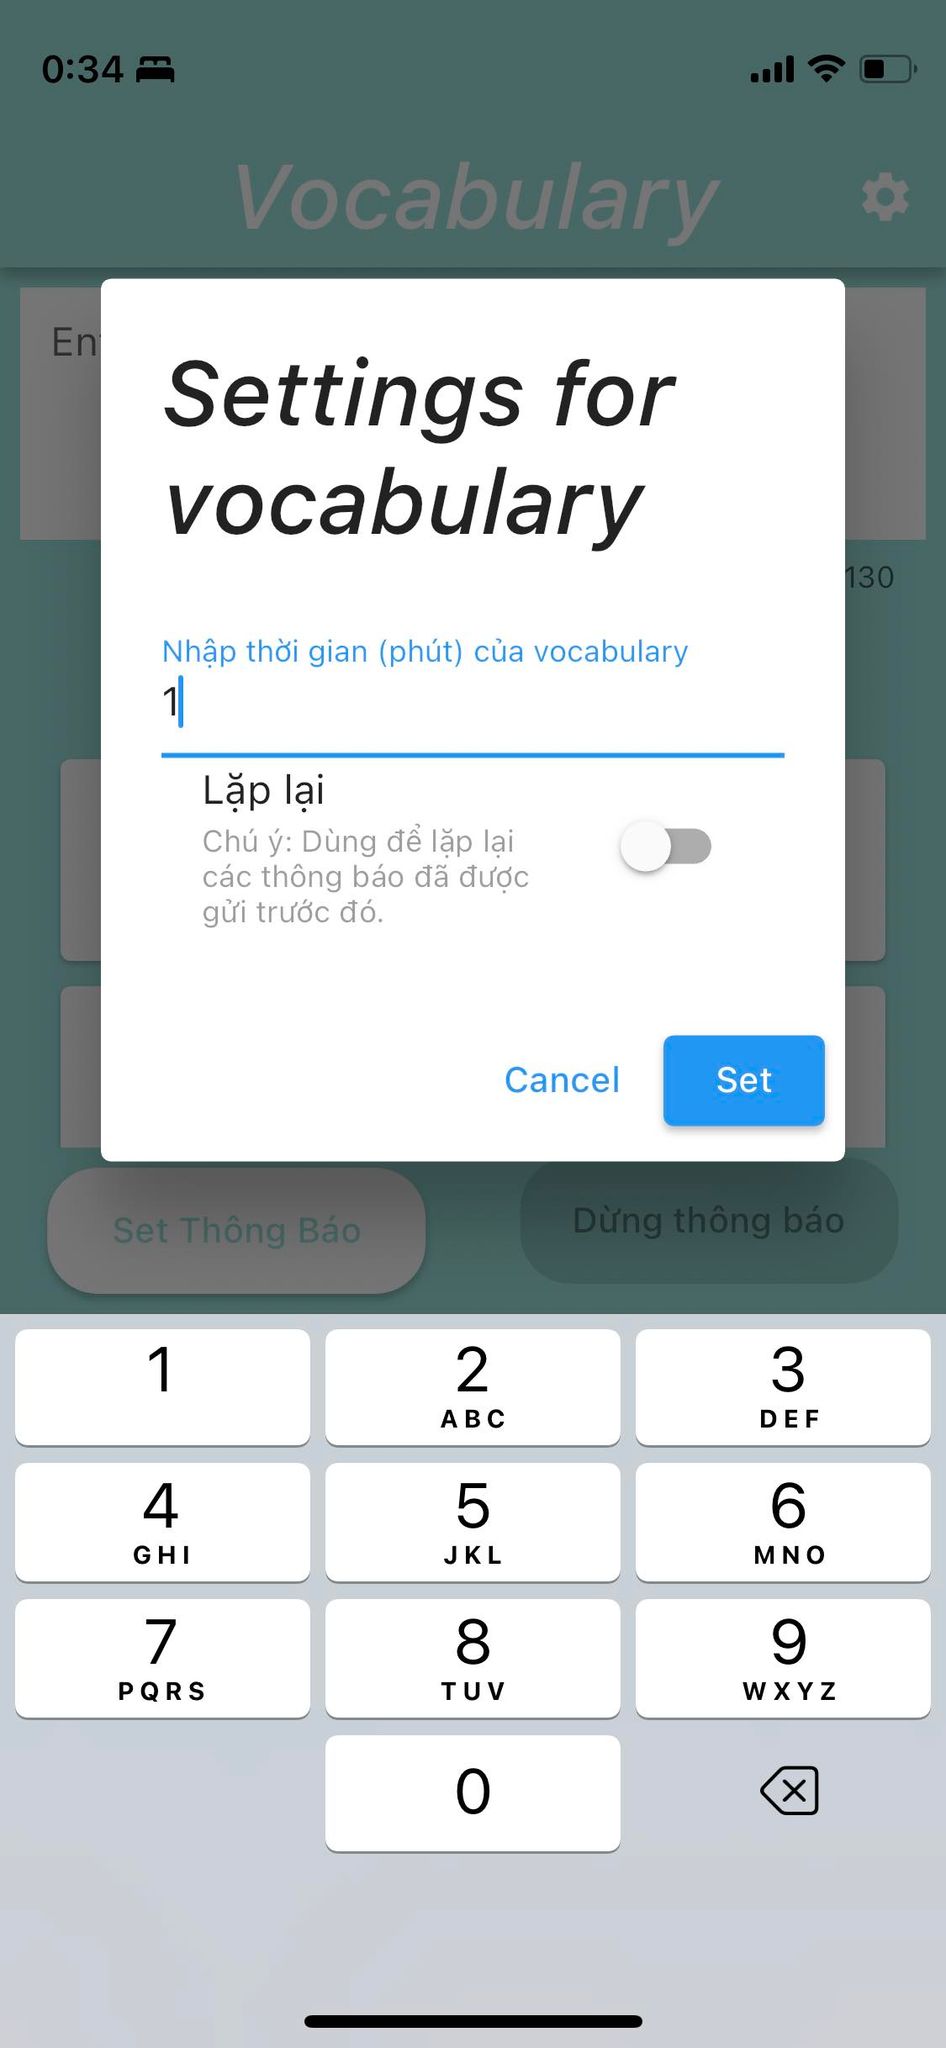 0:34
Vocabulary
En
Settings for
vocabulary
130
Nhập thời gian (phút) của vocabulary
1
Lặp lại
Chú ý: Dùng để lặp lại
các thông báo đã được
gửi trước đó.
Cancel
Set
Set Thông Báo
Dừng thông báo
1
2
3
ABC
DEF
4
5
6
GHI
JKL
MNO
7
8
9
PQRS
TUV
WXYZ
0